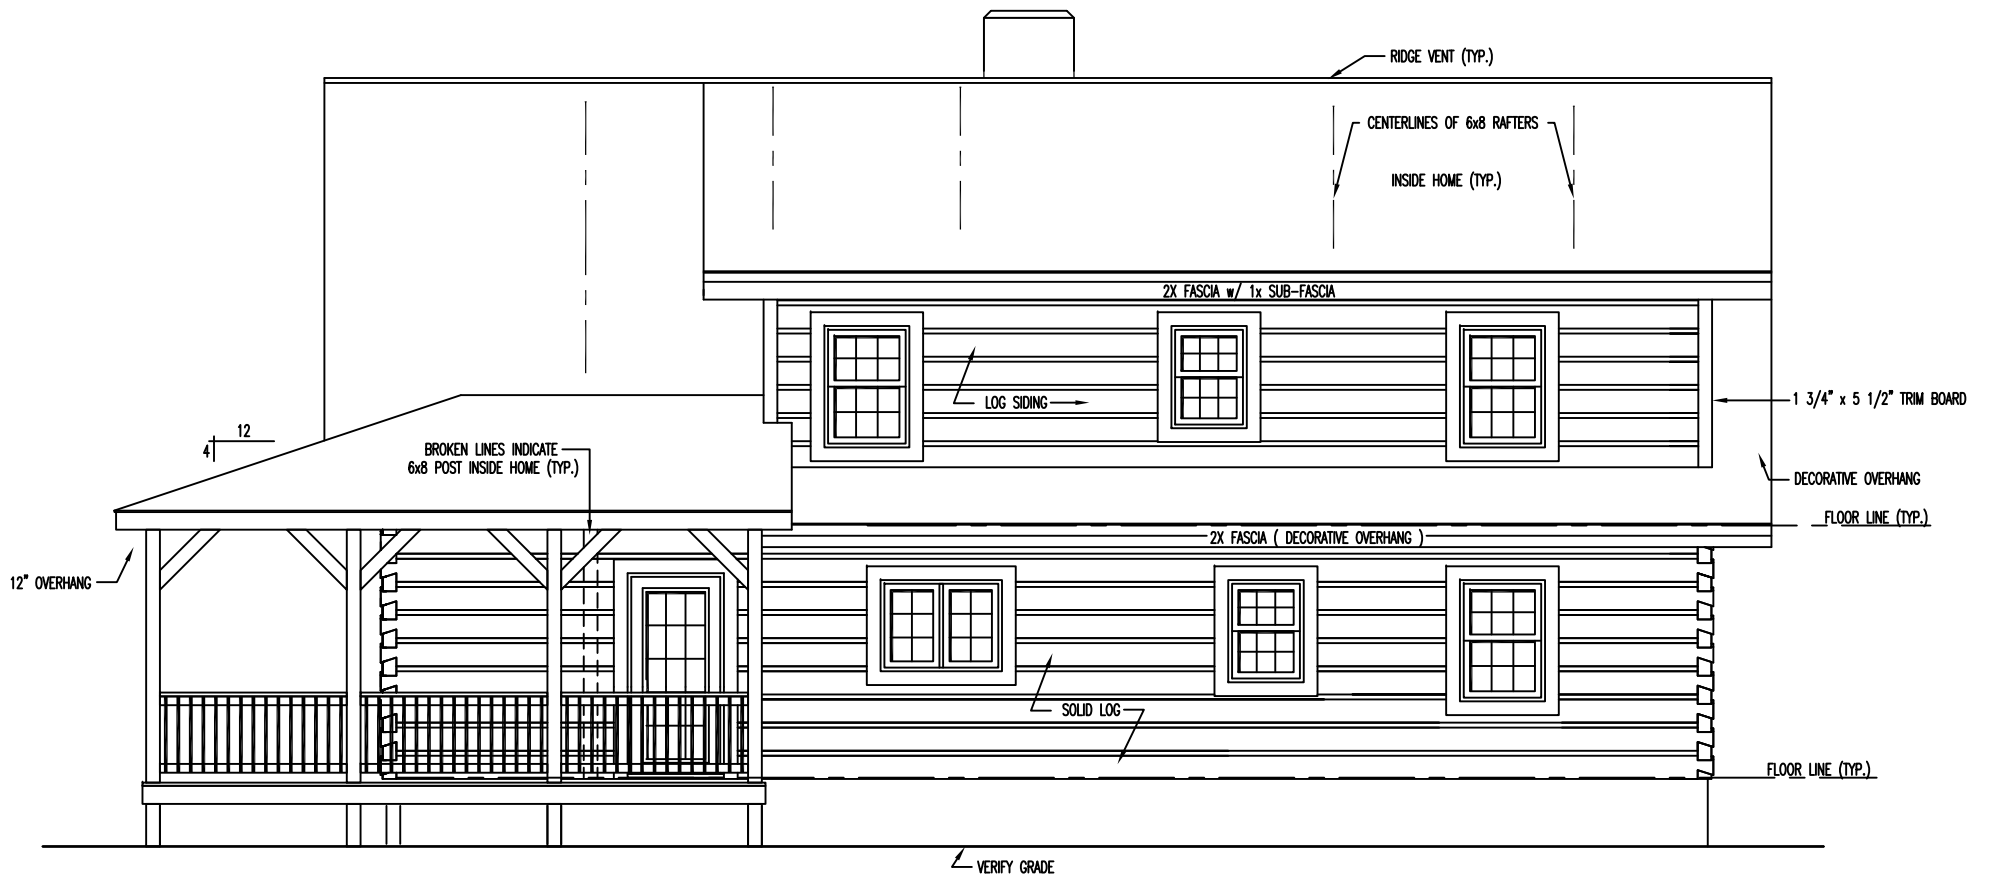 RIDGE VENT (TYP.)
CENTERLINES OF 6x8 RAFTERS
INSIDE HOME (TYP.)
2X FASCIA w/ 1x SUB-FASCIA
LOG SIDING
1 3/4" x 5 1/2" TRIM BOARD
12
4
BROKEN LINES INDICATE
6x8 POST INSIDE HOME (TYP.)
DECORATIVE OVERHANG
FLOOR LINE (TYP.)
2X FASCIA ( DECORATIVE OVERHANG )
12" OVERHANG
SOLID LOG
FLOOR LINE (TYP.)
VERIFY GRADE